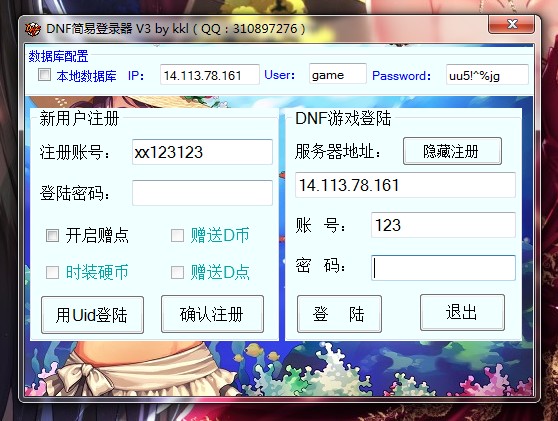 DNF简易登录器 V3 by kkl（QQ：310897276）
数据库配置
本地数据库 IP： 14.113.78.161 User： game Password： uu5!^%jg
新用户注册
注册账号： xx123123
登陆密码：
开启赠点 赠送D币
时装硬币 赠送D点
用Uid登陆 确认注册
DNF游戏登陆
服务器地址： 隐藏注册
14.113.78.161
账 号： 123
密 码：
登 陆 退出